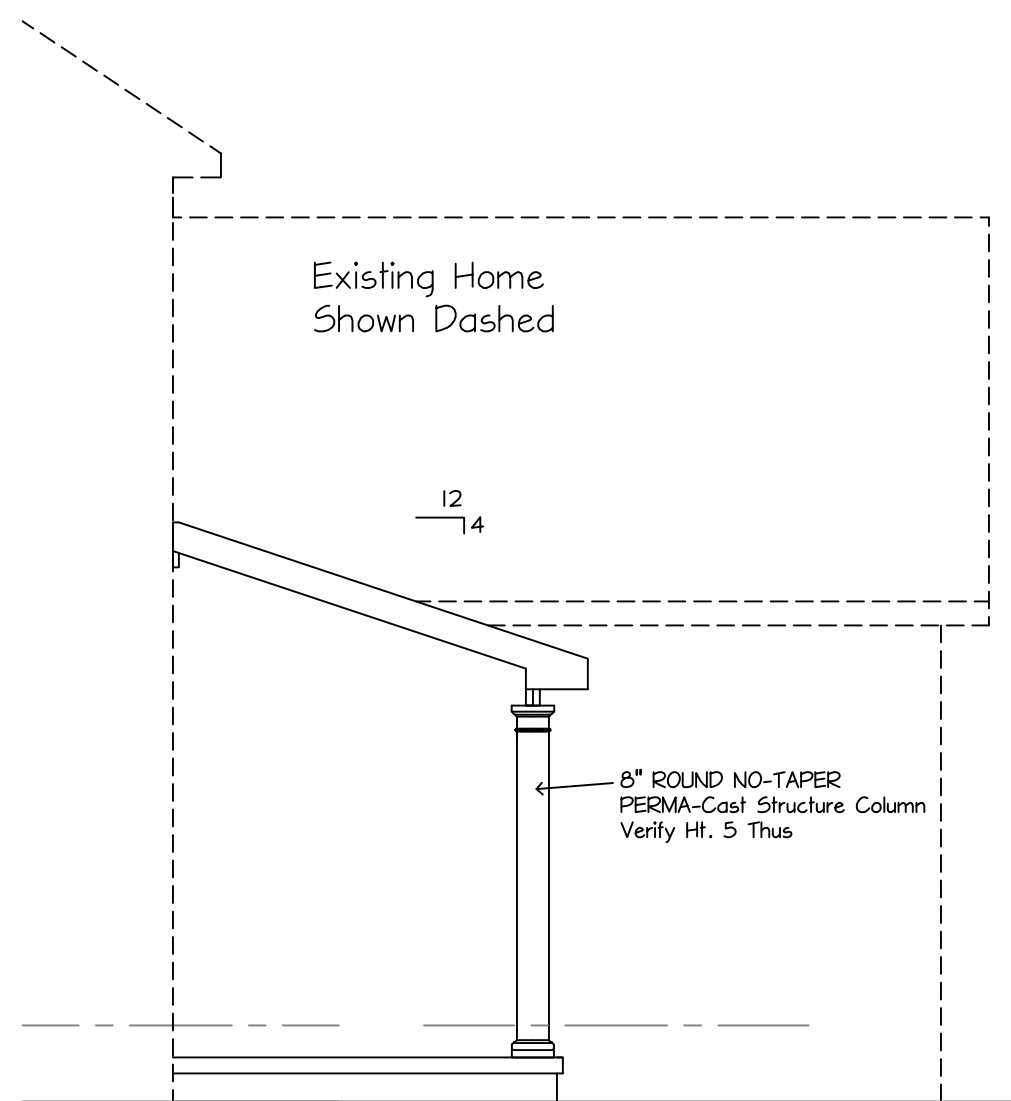 Existing Home
Shown Dashed
12
4
8" ROUND NO-TAPER
PERMA-Cast Structure Column
Verify Ht. 5 Thus